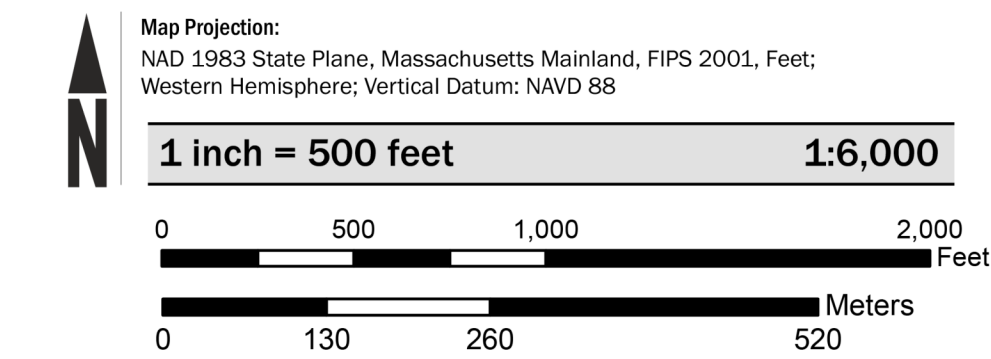 N
Map Projection:
NAD 1983 State Plane, Massachusetts Mainland, FIPS 2001, Feet;
Western Hemisphere; Vertical Datum: NAVD 88
1 inch = 500 feet 1:6,000
0 500 1,000 2,000
Feet
Meters
0 130 260 520